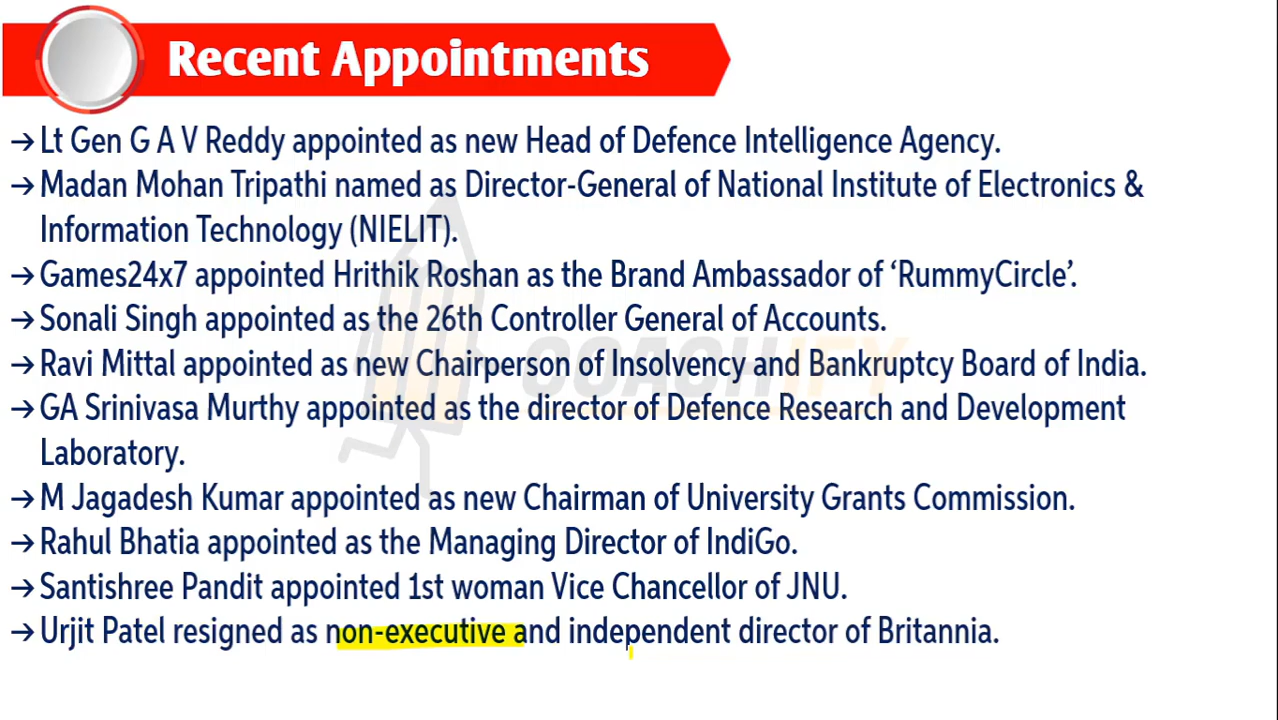 Recent Appointments
→Lt Gen G A V Reddy appointed as new Head of Defence Intelligence Agency.
→Madan Mohan Tripathi named as Director-General of National Institute of Electronics &
Information Technology (NIELIT).
→Games24x7 appointed Hrithik Roshan as the Brand Ambassador of ‘RummyCircle’.
→Sonali Singh appointed as the 26th Controller General of Accounts.
→Ravi Mittal appointed as new Chairperson of Insolvency and Bankruptcy Board of India.
COACHIFY
→GA Srinivasa Murthy appointed as the director of Defence Research and Development
Laboratory.
→M Jagadesh Kumar appointed as new Chairman of University Grants Commission.
→Rahul Bhatia appointed as the Managing Director of IndiGo.
→Santishree Pandit appointed 1st woman Vice Chancellor of JNU.
→Urjit Patel resigned as non-executive and independent director of Britannia.